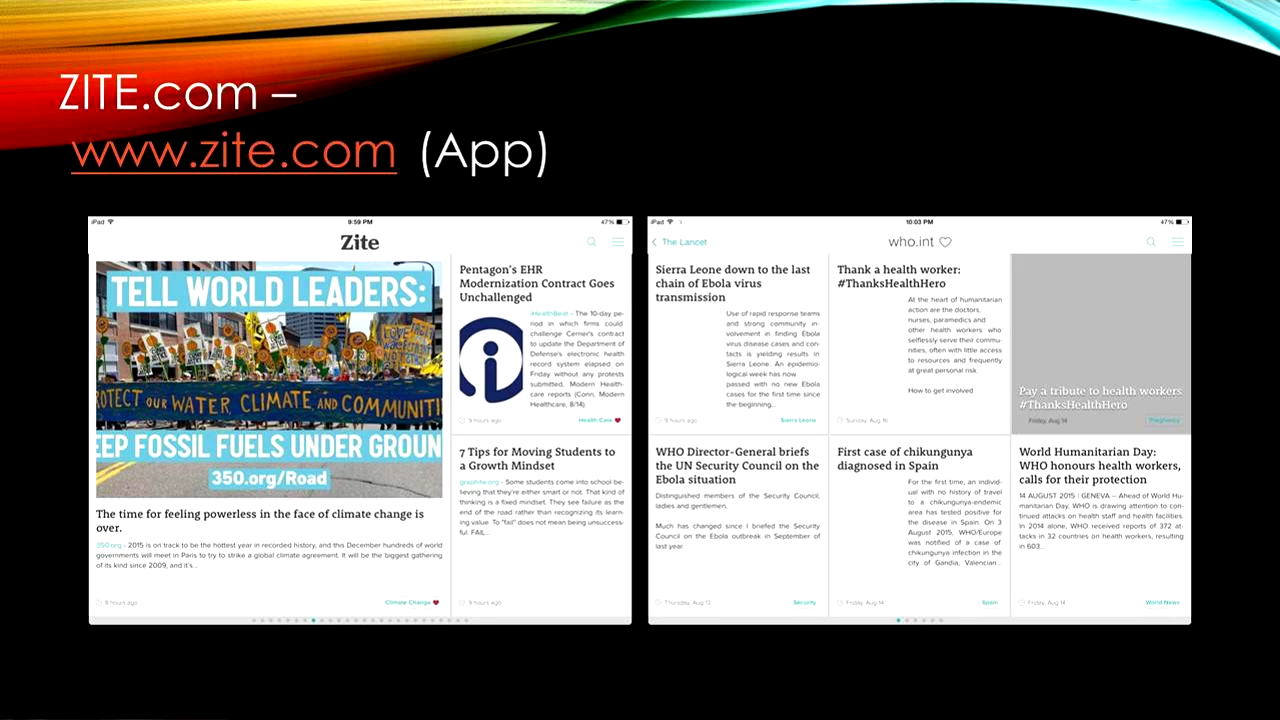 ZITE.com –
www.zite.com (App)
iPad
9:59 PM
47%
Zite
TELL WORLD LEADERS:
PROTECT OUR WATER CLIMATE AND COMMUNITI
EEP FOSSIL FUELS UNDER GROUN
350.org/Road
The time for feeling powerless in the face of climate change is
over.
350.org - 2015 is on track to be the hottest year in recorded history, and this December hundreds of world
governments will meet in Paris to try to strike a global climate agreement. It will be the biggest gathering
of its kind since 2009, and it's...
9 hours ago
Climate Change
Pentagon's EHR
Modernization Contract Goes
Unchallenged
iHealthBeat - The 10-day pe-
riod in which firms could
challenge Cerner's contract
to update the Department of
Defense's electronic health
record system elapsed on
Friday without any protests
submitted, Modern Health-
care reports (Conn, Modern
Healthcare, 8/14).
9 hours ago
Health Care
7 Tips for Moving Students to
a Growth Mindset
graphite.org - Some students come into school be-
lieving that they're either smart or not. That kind of
thinking is a fixed mindset. They see failure as the
end of the road rather than recognizing its learn-
ing value. To "fail" does not mean being unsuccess-
ful. FAIL...
9 hours ago
iPad
10:03 PM
47%
The Lancet
who.int
Sierra Leone down to the last
chain of Ebola virus
transmission
Use of rapid response teams
and strong community in-
volvement in finding Ebola
virus disease cases and con-
tacts is yielding results in
Sierra Leone. An epidemio-
logical week has now
passed with no new Ebola
cases for the first time since
the beginning...
9 hours ago
Sierra Leone
Thank a health worker:
#ThanksHealthHero
At the heart of humanitarian
action are the doctors,
nurses, paramedics and
other health workers who
selflessly serve their commu-
nities, often with little access
to resources and frequently
at great personal risk.
How to get involved
Sunday, Aug 16
Pay a tribute to health workers
#ThanksHealthHero
Friday, Aug 14
Pregnancy
WHO Director-General briefs
the UN Security Council on the
Ebola situation
Distinguished members of the Security Council,
ladies and gentlemen,
Much has changed since I briefed the Security
Council on the Ebola outbreak in September of
last year.
Thursday, Aug 13
Security
First case of chikungunya
diagnosed in Spain
For the first time, an individ-
ual with no history of travel
to a chikungunya-endemic
area has tested positive for
the disease in Spain. On 3
August 2015, WHO/Europe
was notified of a case of
chikungunya infection in the
city of Gandia, Valencian...
Friday, Aug 14
Spain
World Humanitarian Day:
WHO honours health workers,
calls for their protection
14 AUGUST 2015 | GENEVA – Ahead of World Hu-
manitarian Day, WHO is drawing attention to con-
tinued attacks on health staff and health facilities.
In 2014 alone, WHO received reports of 372 at-
tacks in 32 countries on health workers, resulting
in 603...
Friday, Aug 14
World News